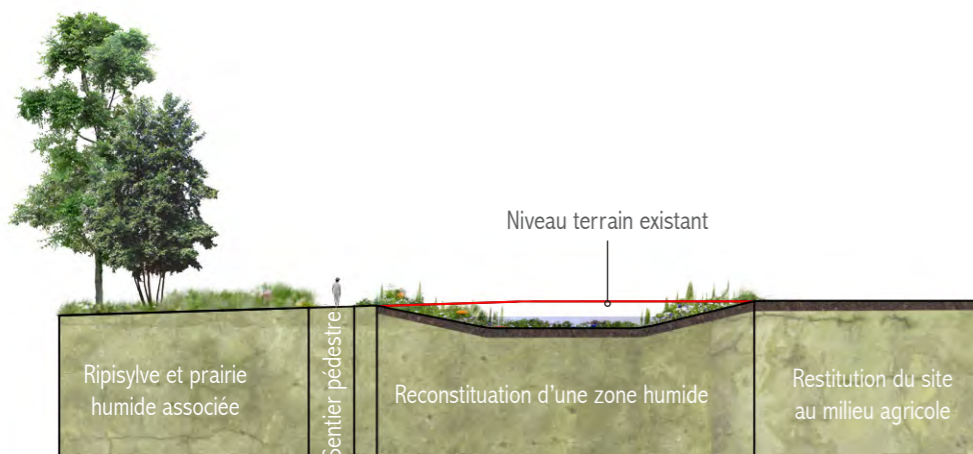 Niveau terrain existant
Ripisylve et prairie
humide associée
Sentier pédestre
Reconstituation d'une zone humide
Restitution du site
au milieu agricole